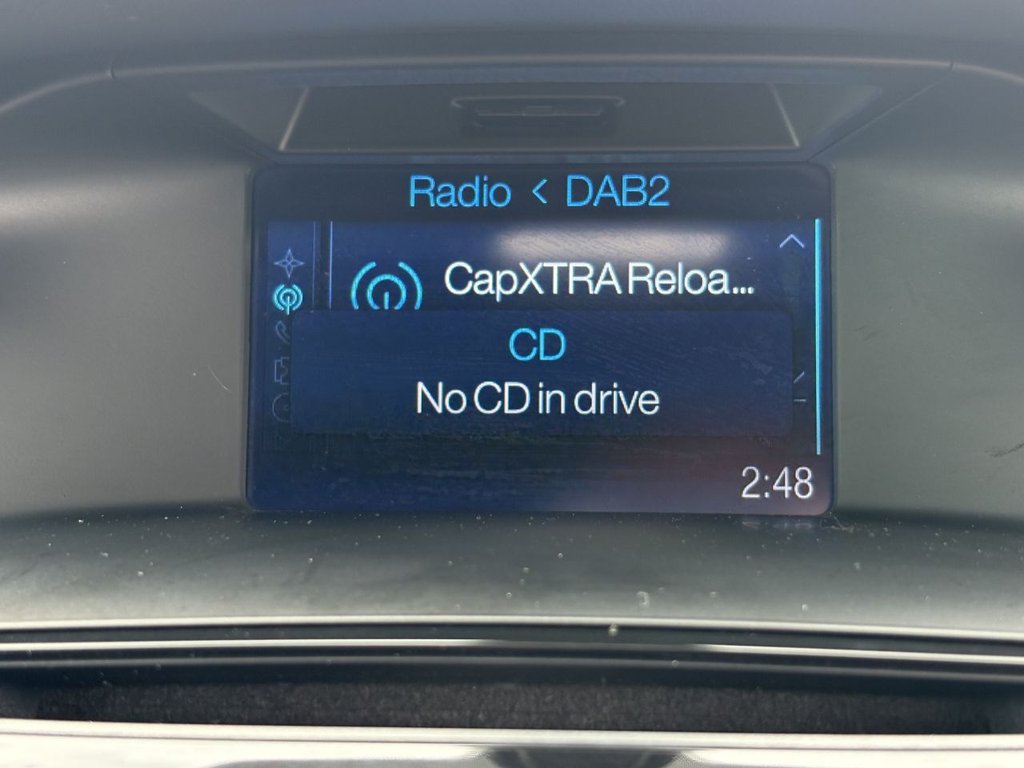 Radio < DAB2
CapXTRA Reloa...
CD
No CD in drive
2:48